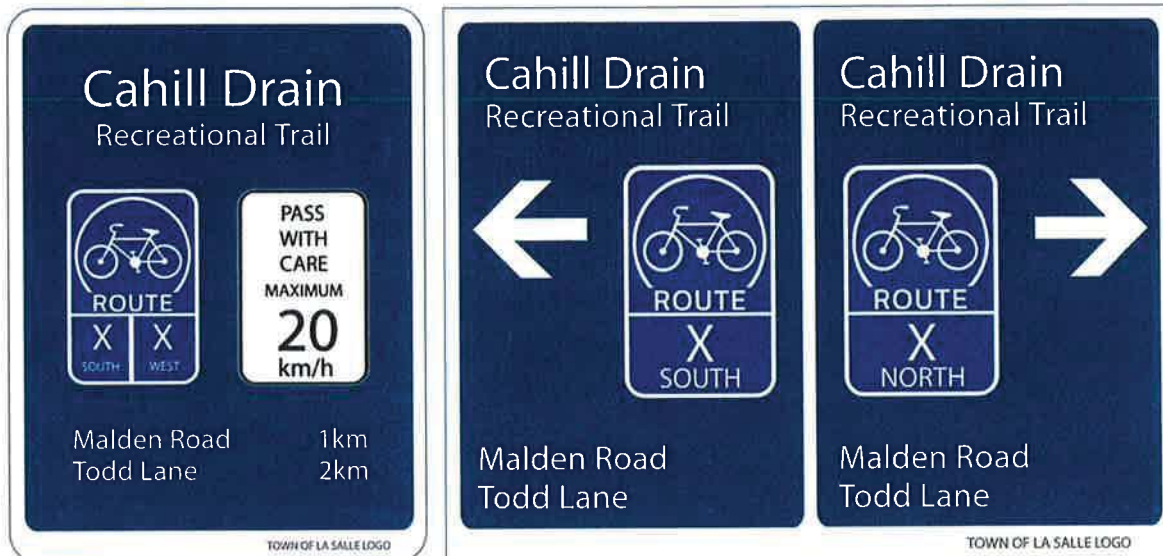 Cahill Drain
Recreational Trail
PASS
WITH
CARE
MAXIMUM
20
km/h
ROUTE
X X
SOUTH WEST
Malden Road 1km
Todd Lane 2km
TOWN OF LA SALLE LOGO
Cahill Drain
Recreational Trail
ROUTE
X
SOUTH
Malden Road
Todd Lane
Cahill Drain
Recreational Trail
ROUTE
X
NORTH
Malden Road
Todd Lane
TOWN OF LA SALLE LOGO